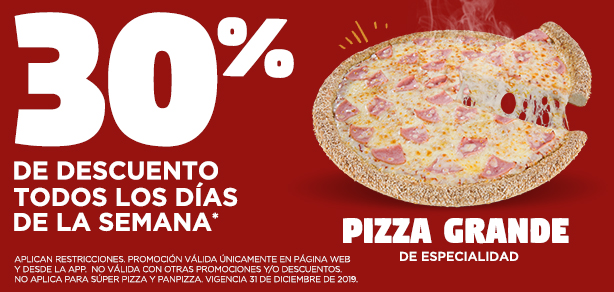 30%
DE DESCUENTO
TODOS LOS DÍAS
DE LA SEMANA*
PIZZA GRANDE
DE ESPECIALIDAD
APLICAN RESTRICCIONES. PROMOCIÓN VÁLIDA ÚNICAMENTE EN PÁGINA WEB
Y DESDE LA APP. NO VÁLIDA CON OTRAS PROMOCIONES Y/O DESCUENTOS.
NO APLICA PARA SÚPER PIZZA Y PANPIZZA. VIGENCIA 31 DE DICIEMBRE DE 2019.